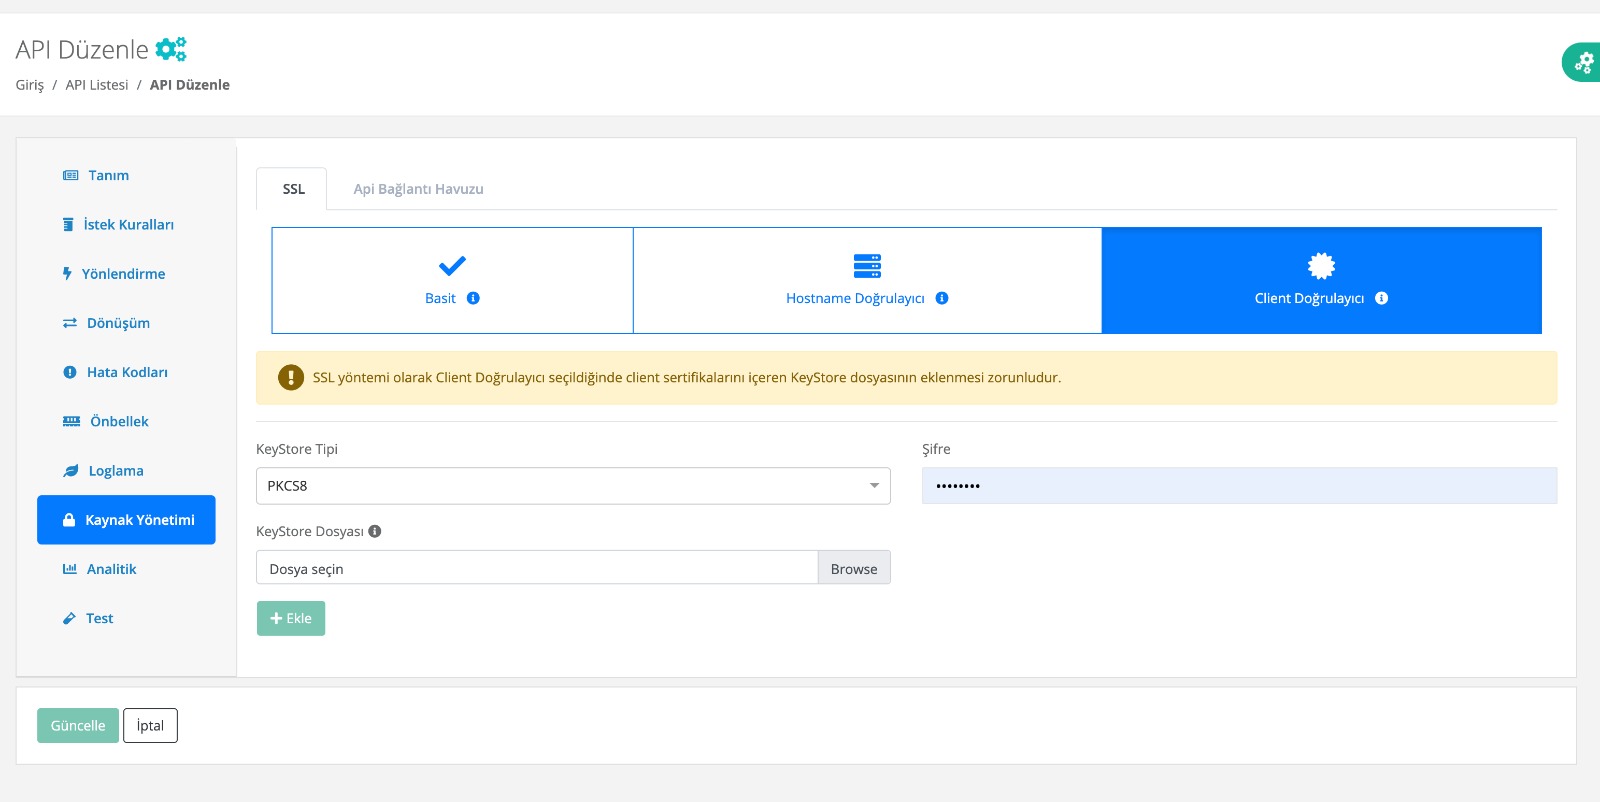 API Düzenle
Giriş / API Listesi / API Düzenle
Tanım
İstek Kuralları
Yönlendirme
Dönüşüm
Hata Kodları
Önbellek
Loglama
Kaynak Yönetimi
Analitik
Test
SSL
Api Bağlantı Havuzu
Basit
Hostname Doğrulayıcı
Client Doğrulayıcı
SSL yöntemi olarak Client Doğrulayıcı seçildiğinde client sertifikalarını içeren KeyStore dosyasının eklenmesi zorunludur.
KeyStore Tipi
PKCS8
Şifre
••••••••
KeyStore Dosyası
Dosya seçin
Browse
+ Ekle
Güncelle
İptal